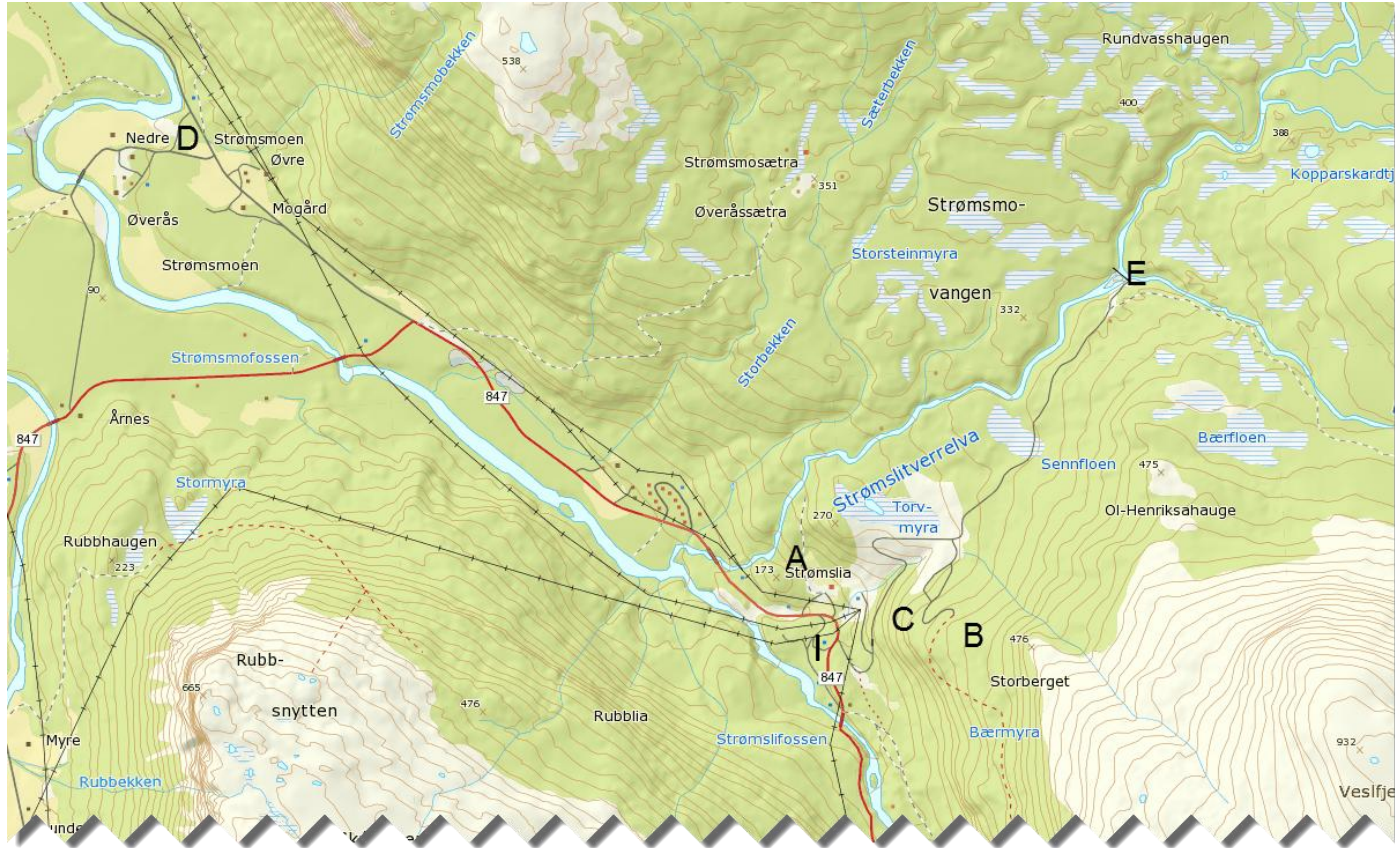 Rundvasshaugen
538
Strømsmobekken
Sæterbekken
400
388
Nedre
D
Strømsmoen
Øvre
Strømsmosætra
351
Kopparskardtj
Mogård
Øveråssætra
Strømsmo-
Øverås
Strømsmoen
Storsteinmyra
E
90
vangen
332
Strømsmofossen
Storbekken
847
Årnes
847
Bærfloen
Strømslitverrelva
Sennfloen
475
Stormyra
Torv-
myra
Ol-Henriksahauge
270
Rubbhaugen
223
A
173
Strømslia
C
B
I
476
Rubb-
847
Storberget
665
snytten
476
Rubblia
Bærmyra
Myre
Strømslifossen
932
Rubbekken
Veslfje